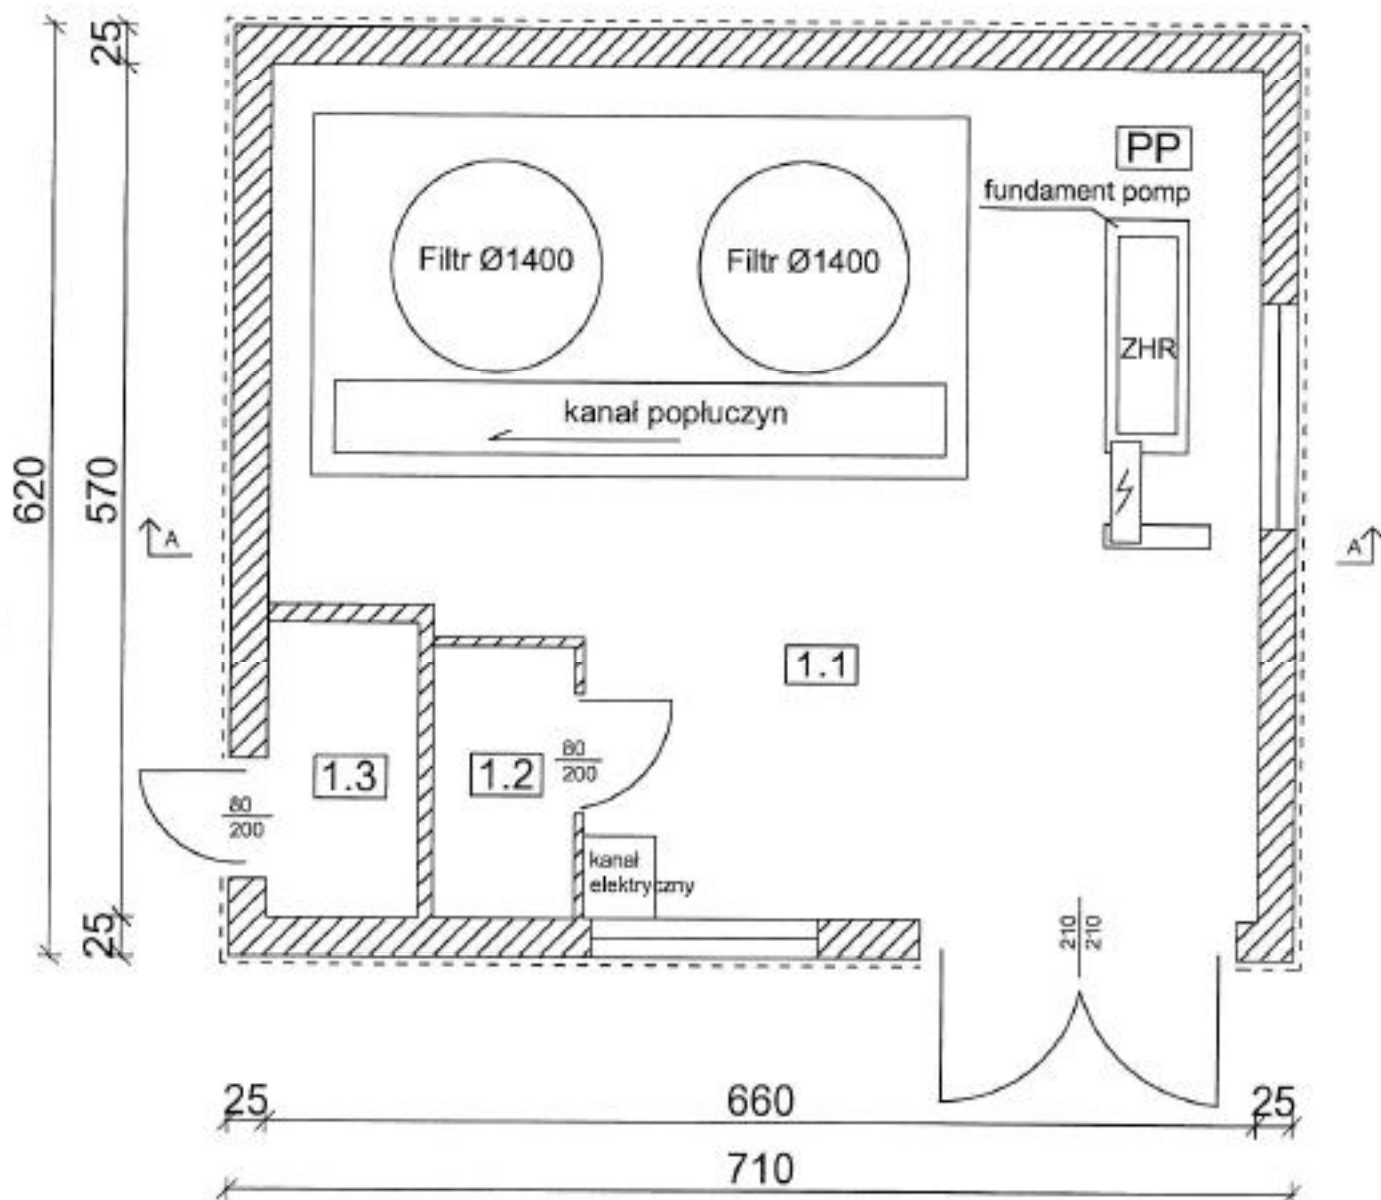 25
PP
fundament pomp
Filtr Ø1400
Filtr Ø1400
ZHR
kanał popłuczyn
620
570
A
A
1.1
1.3
1.2
80
200
80
200
kanał
elektryczny
210
210
25
25
660
25
710